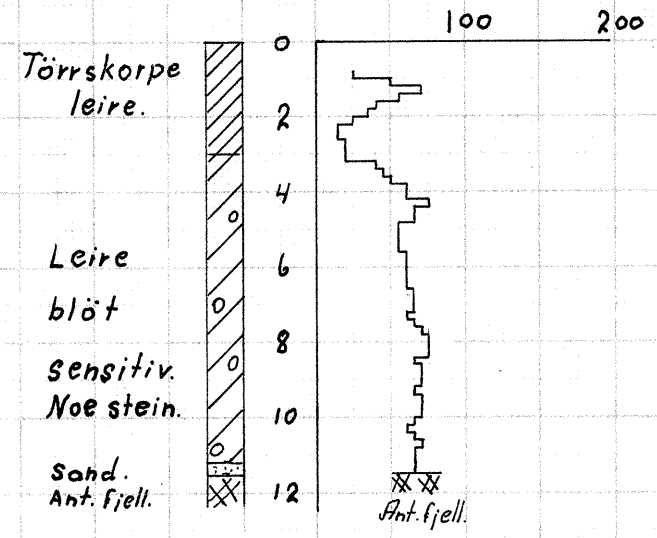 100 200
0
Törrskorpe
leire.
2
4
Leire
6
blöt
8
sensitiv.
Noe stein.
10
Sand.
Ant. fjell.
12
Ant. fjell.